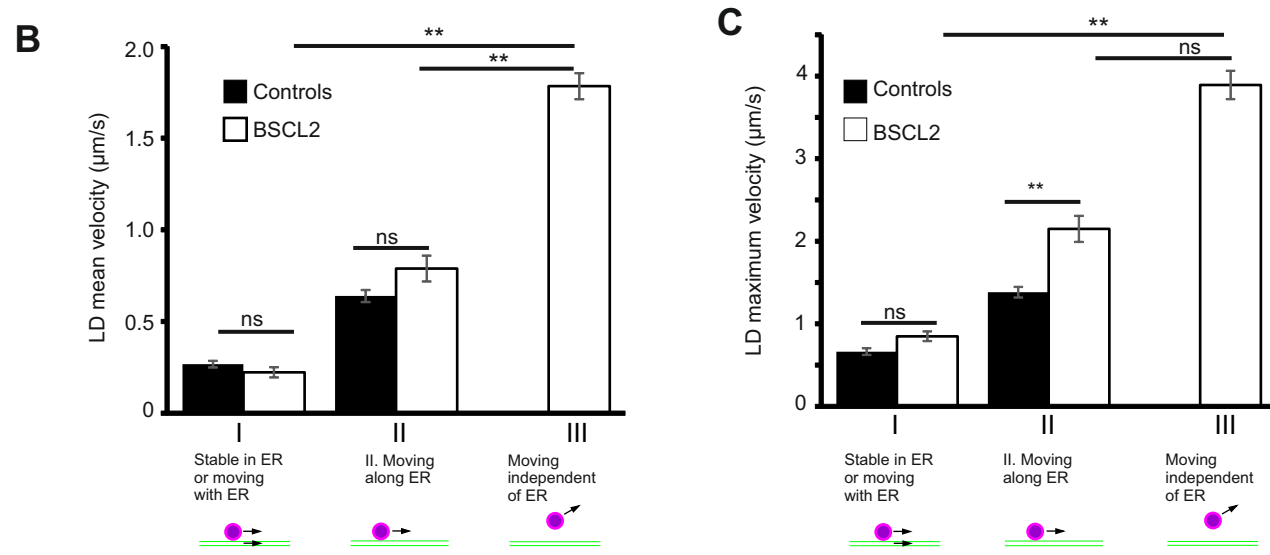 B
**
**
2.0
Controls
BSCL2
1.5
LD mean velocity (μm/s)
1.0
ns
0.5
ns
0
I
II
III
Stable in ER
or moving
with ER
II. Moving
along ER
Moving
independent
of ER
C
**
ns
4
Controls
BSCL2
3
LD maximum velocity (μm/s)
**
2
ns
1
0
I
II
III
Stable in ER
or moving
with ER
II. Moving
along ER
Moving
independent
of ER